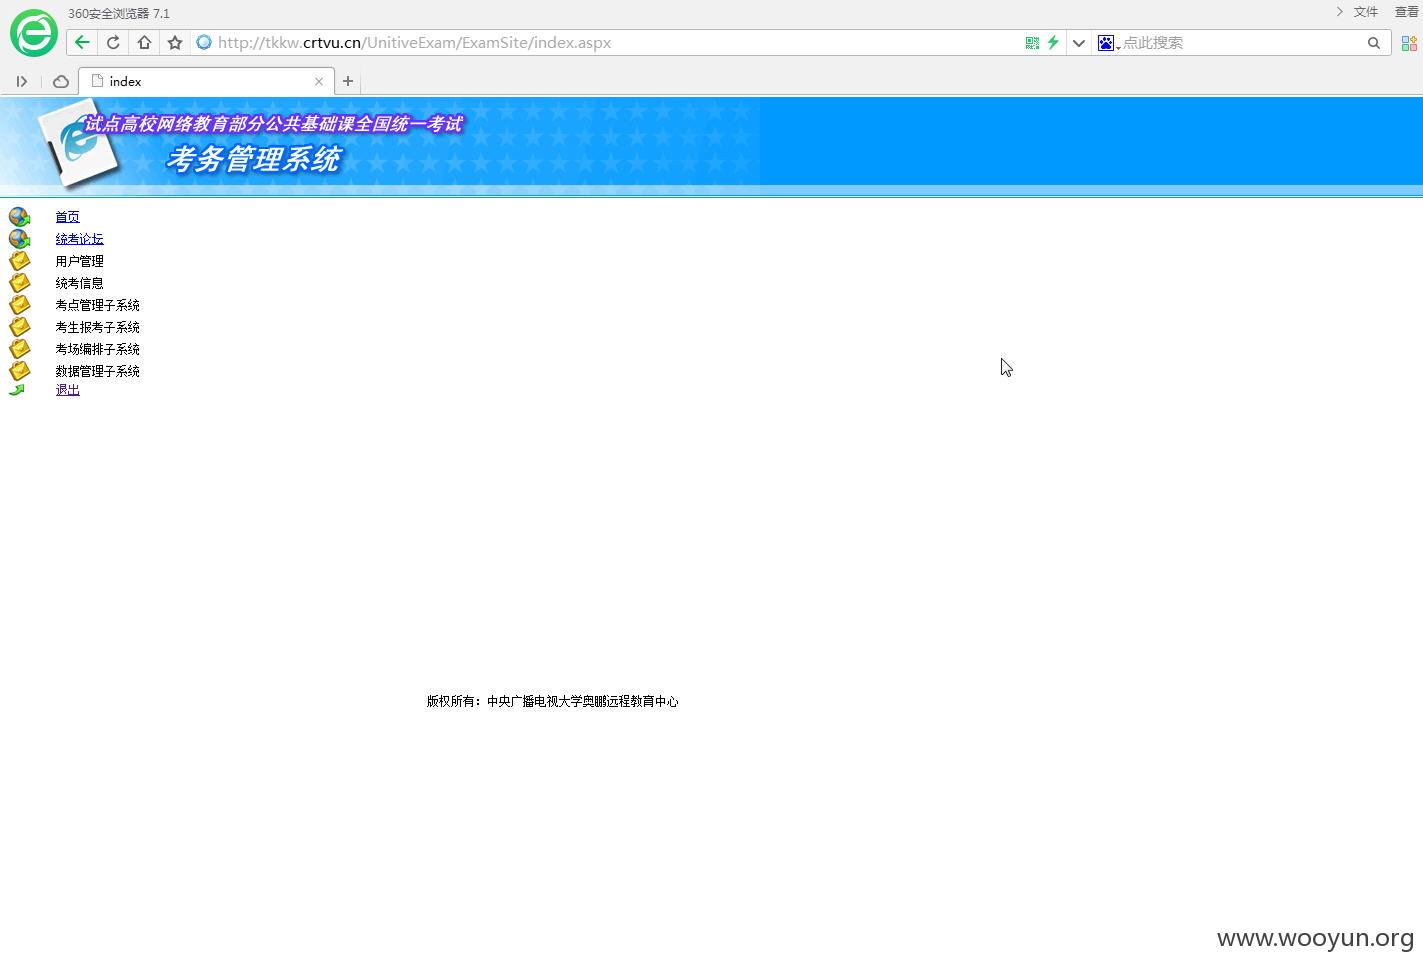 360安全浏览器 7.1
文件 查看
http://tkkw.crtvu.cn/UnitiveExam/ExamSite/index.aspx
点此搜索
index
试点高校网络教育部分公共基础课全国统一考试
考务管理系统
首页
统考论坛
用户管理
统考信息
考点管理子系统
考生报考子系统
考场编排子系统
数据管理子系统
退出
版权所有：中央广播电视大学奥鹏远程教育中心
www.wooyun.org